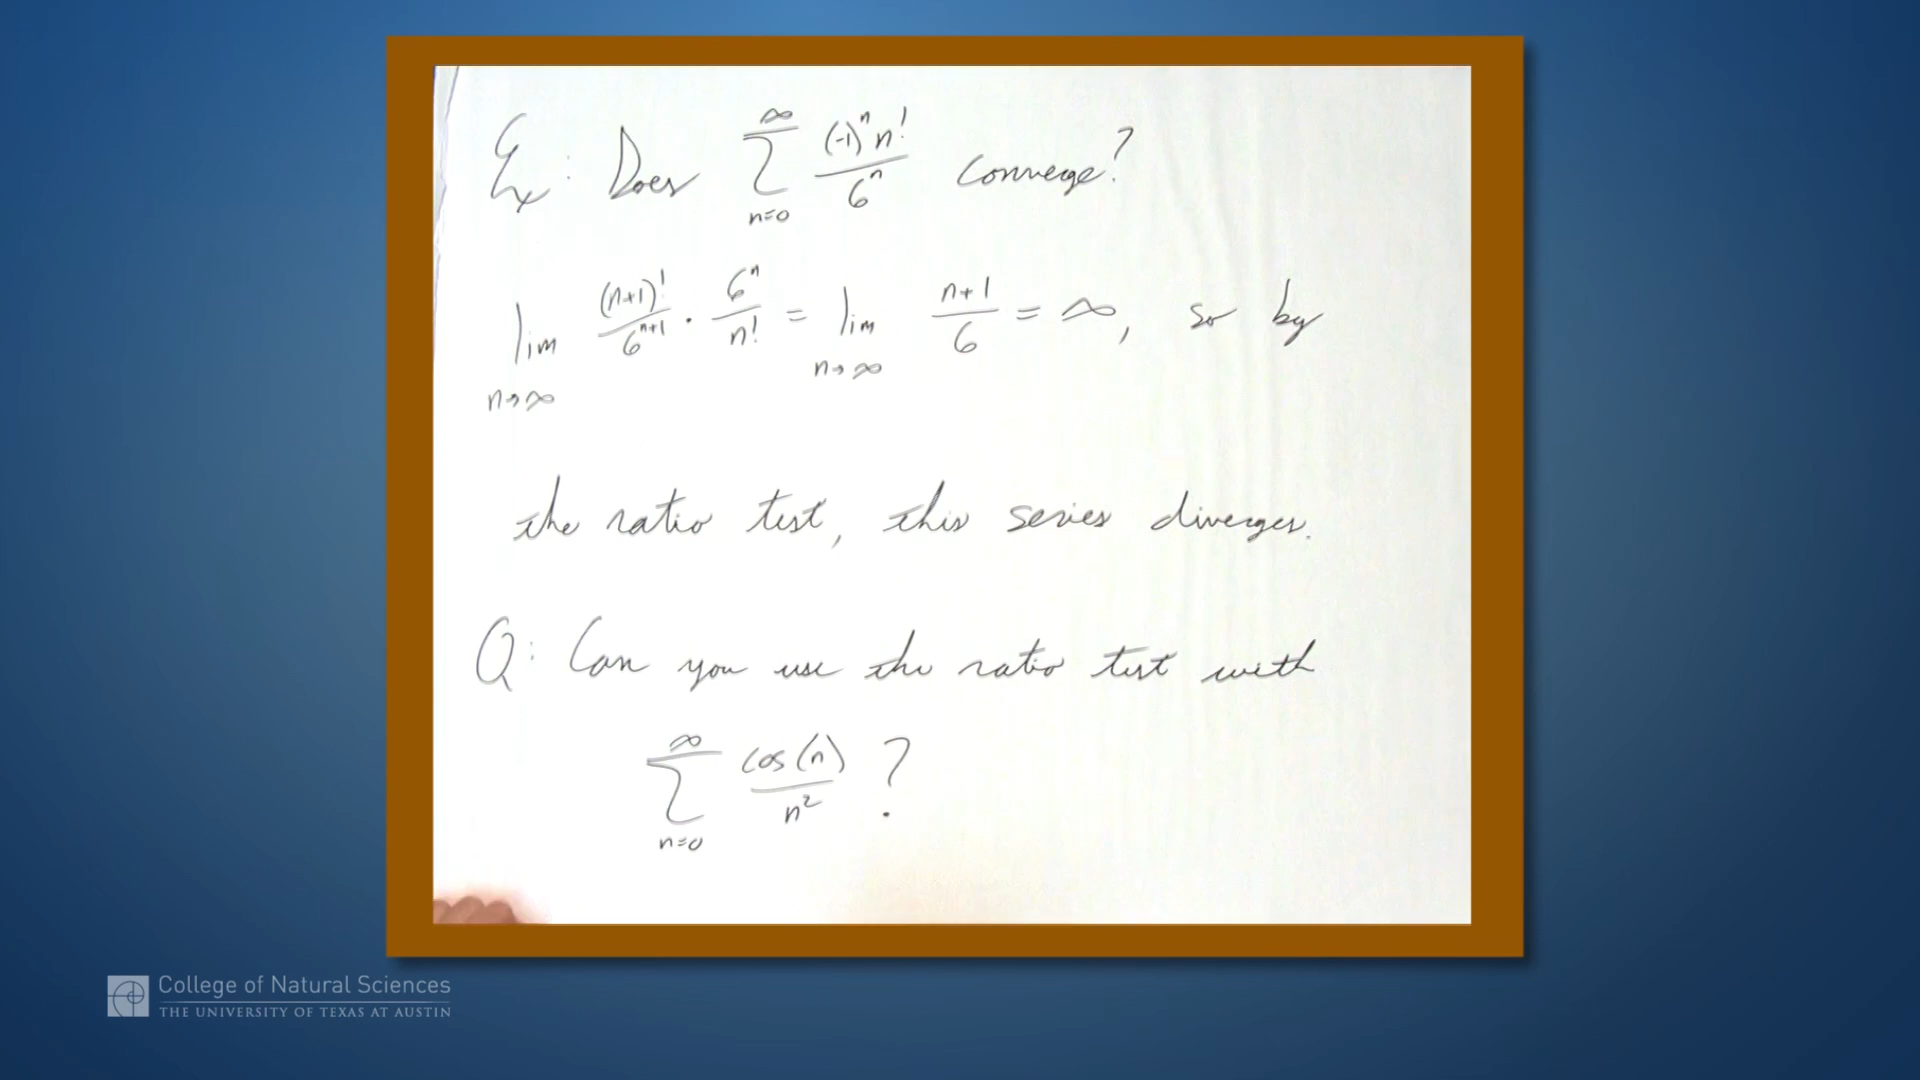 Ex: Does ∞ Σ n=0 (-1)^n n! / 6^n converge?
lim n→∞ (n+1)! / 6^(n+1) · 6^n / n! = lim n→∞ n+1 / 6 = ∞, so by
the ratio test, this series diverges.
Q: Can you use the ratio test with
∞ Σ n=0 cos(n) / n^2 ?
College of Natural Sciences
THE UNIVERSITY OF TEXAS AT AUSTIN